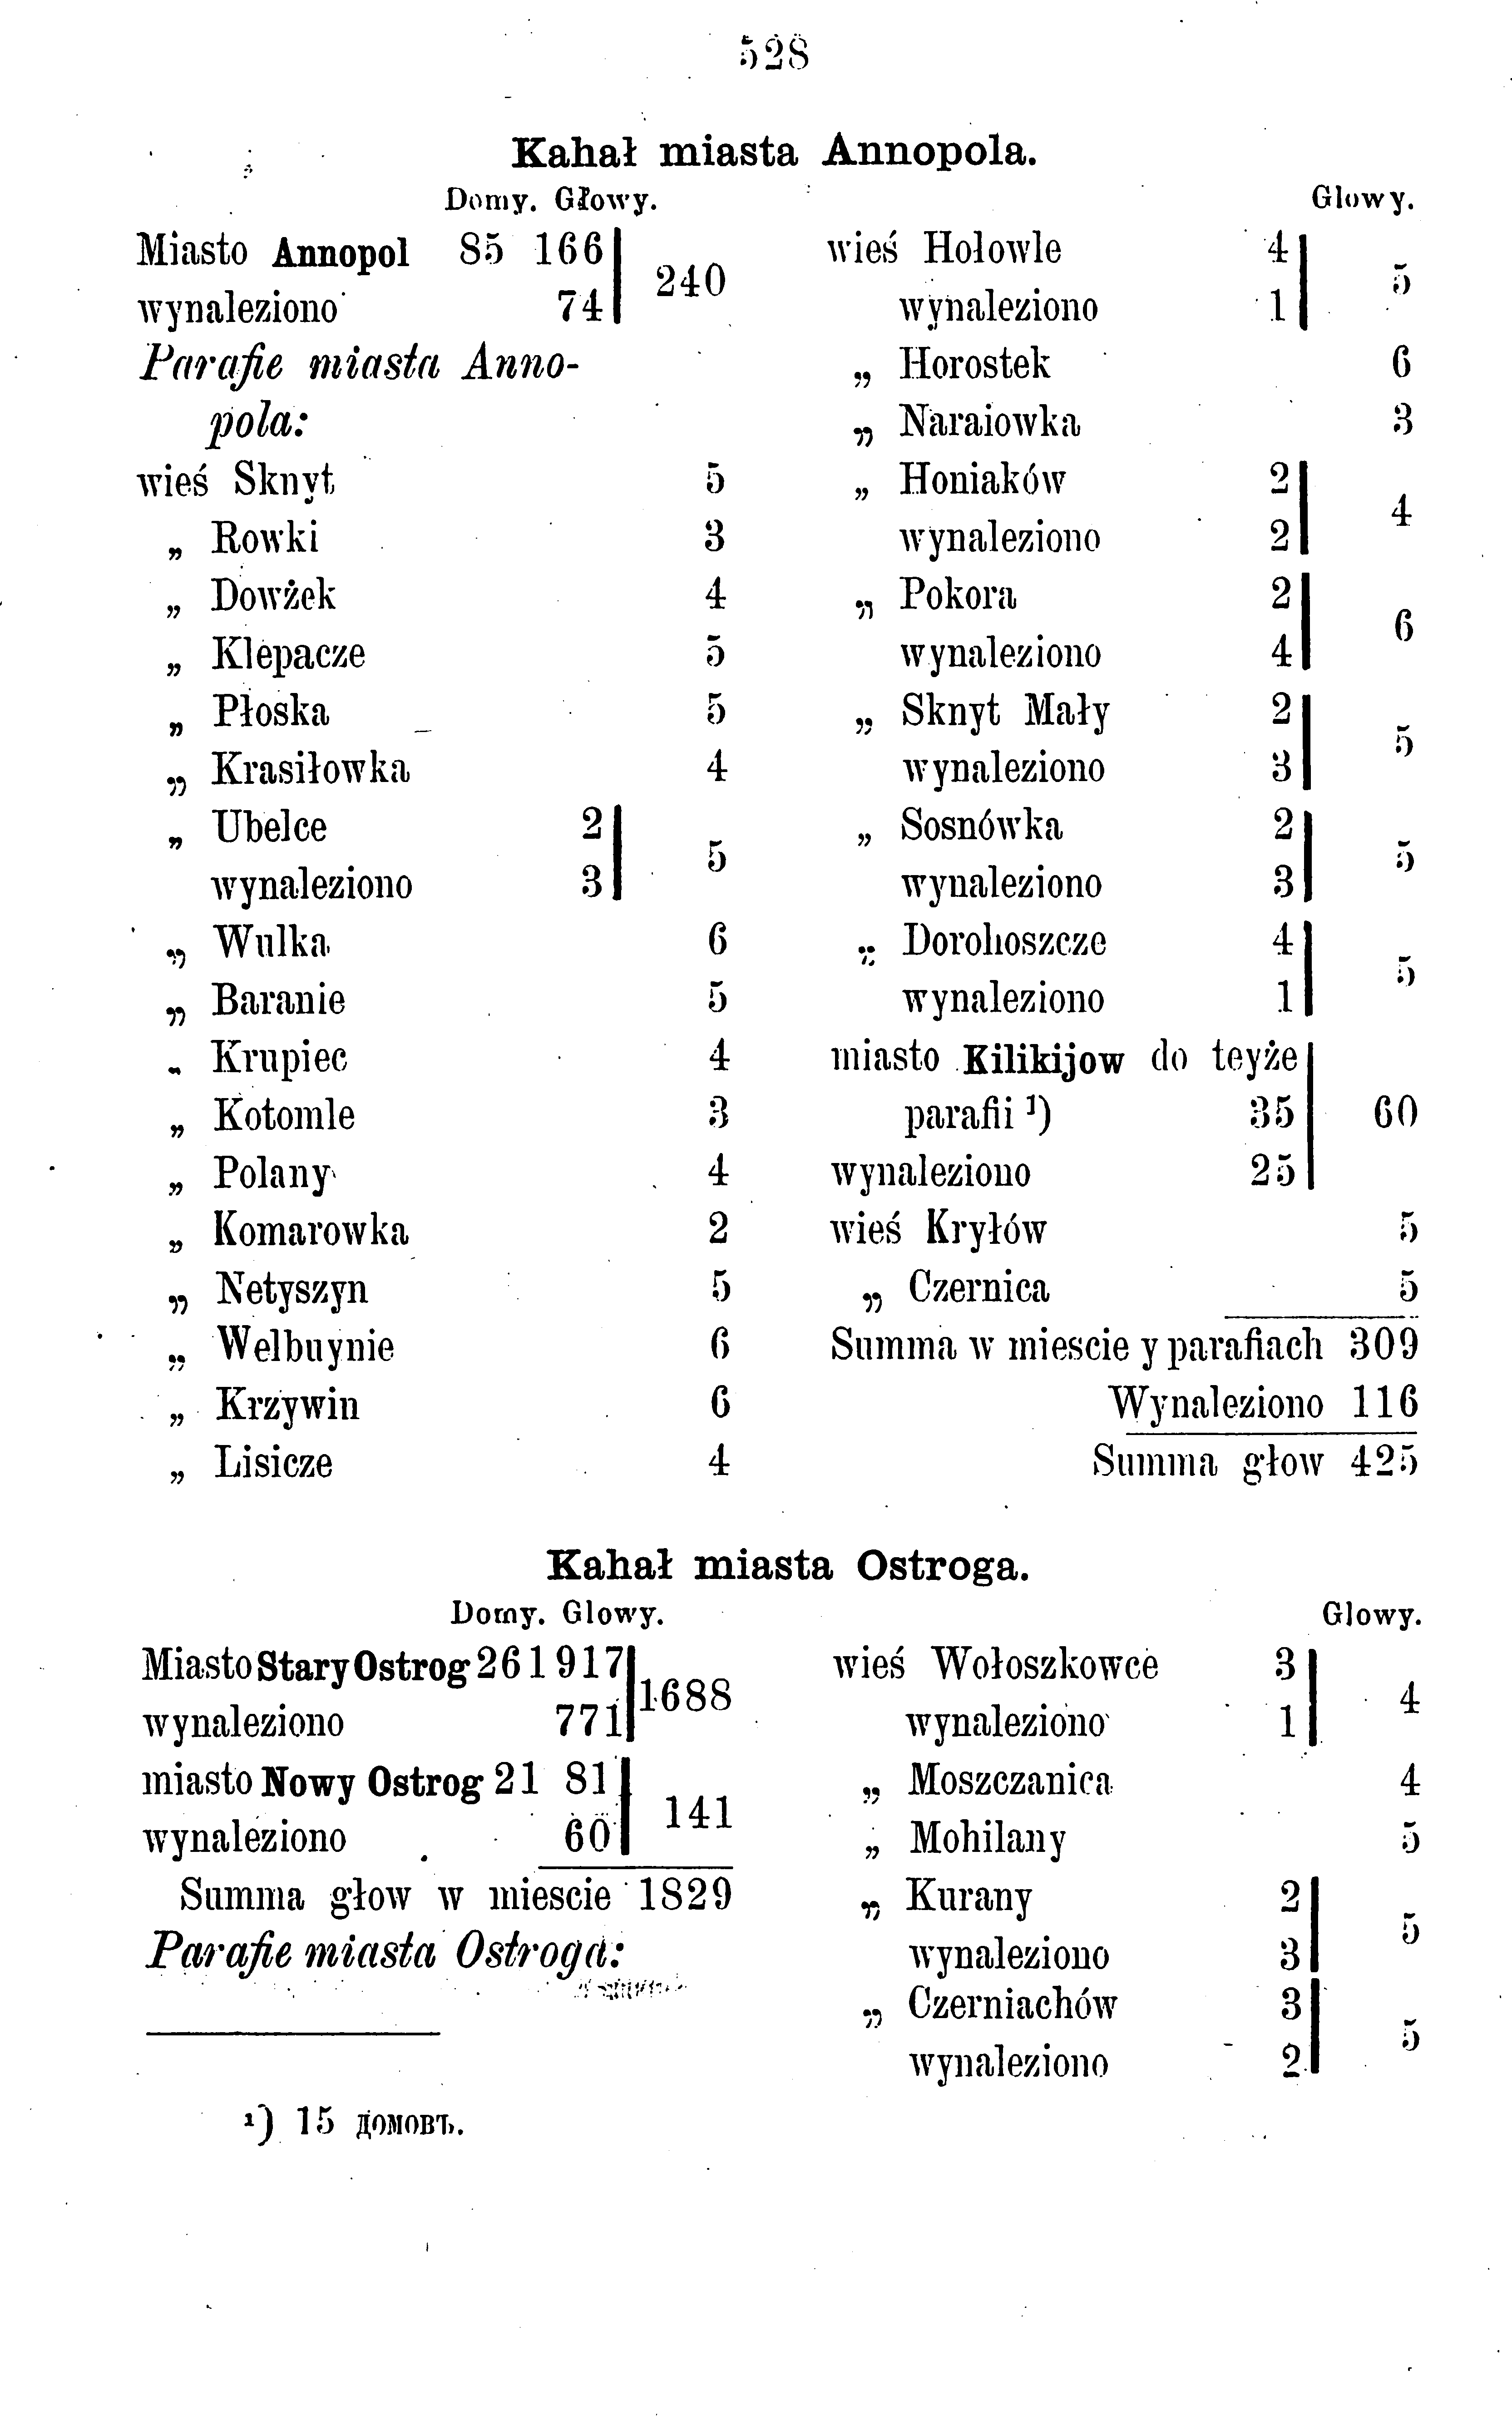 528
Kahał miasta Annopola.
Domy. Głowy.
Miasto Annopol 85 166
240
wynaleziono 74
Parafie miasta Anno-
pola:
wieś Sknyt 5
„ Rowki 3
„ Dowżek 4
„ Klepacze 5
„ Płoska 5
„ Krasiłowka 4
„ Ubelce 2
5
wynaleziono 3
„ Wulka 6
„ Baranie 5
„ Krupiec 4
„ Kotomle 3
„ Polany 4
„ Komarowka 2
„ Netyszyn 5
„ Welbuynie 6
„ Krzywin 6
„ Lisicze 4
Glowy.
wieś Hołowle 4
5
wynaleziono 1
„ Horostek 6
„ Naraiowka 3
„ Honiaków 2
4
wynaleziono 2
„ Pokora 2
6
wynaleziono 4
„ Sknyt Mały 2
5
wynaleziono 3
„ Sosnówka 2
5
wynaleziono 3
„ Dorohoszcze 4
5
wynaleziono 1
miasto Kilikijow do teyże
parafii ¹) 35 60
wynaleziono 25
wieś Kryłów 5
„ Czernica 5
Summa w miescie y parafiach 309
Wynaleziono 116
Summa głow 425
Kahał miasta Ostroga.
Domy. Glowy.
Miasto Stary Ostrog 261 917
1688
wynaleziono 771
miasto Nowy Ostrog 21 81
141
wynaleziono 60
Summa głow w miescie 1829
Parafie miasta Ostroga:
Glowy.
wieś Wołoszkowce 3
4
wynaleziono 1
„ Moszczanica 4
„ Mohilany 5
„ Kurany 2
5
wynaleziono 3
„ Czerniachów 3
5
wynaleziono 2
¹) 15 домовъ.